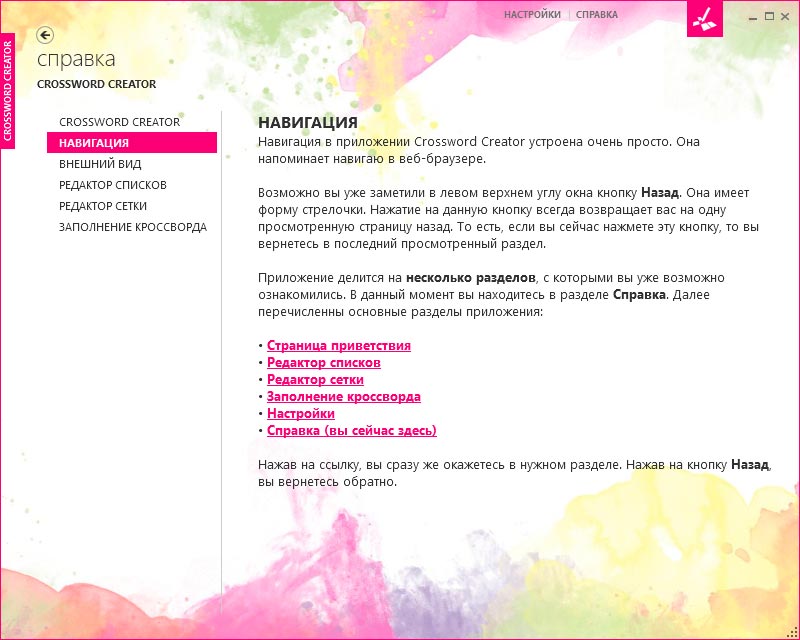 НАСТРОЙКИ | СПРАВКА
CROSSWORD CREATOR
справка
CROSSWORD CREATOR
CROSSWORD CREATOR
НАВИГАЦИЯ
ВНЕШНИЙ ВИД
РЕДАКТОР СПИСКОВ
РЕДАКТОР СЕТКИ
ЗАПОЛНЕНИЕ КРОССВОРДА
НАВИГАЦИЯ
Навигация в приложении Crossword Creator устроена очень просто. Она
напоминает навигаю в веб-браузере.
Возможно вы уже заметили в левом верхнем углу окна кнопку Назад. Она имеет
форму стрелочки. Нажатие на данную кнопку всегда возвращает вас на одну
просмотренную страницу назад. То есть, если вы сейчас нажмете эту кнопку, то вы
вернетесь в последний просмотренный раздел.
Приложение делится на несколько разделов, с которыми вы уже возможно
ознакомились. В данный момент вы находитесь в разделе Справка. Далее
перечисленны основные разделы приложения:
• Страница приветствия
• Редактор списков
• Редактор сетки
• Заполнение кроссворда
• Настройки
• Справка (вы сейчас здесь)
Нажав на ссылку, вы сразу же окажетесь в нужном разделе. Нажав на кнопку Назад,
вы вернетесь обратно.